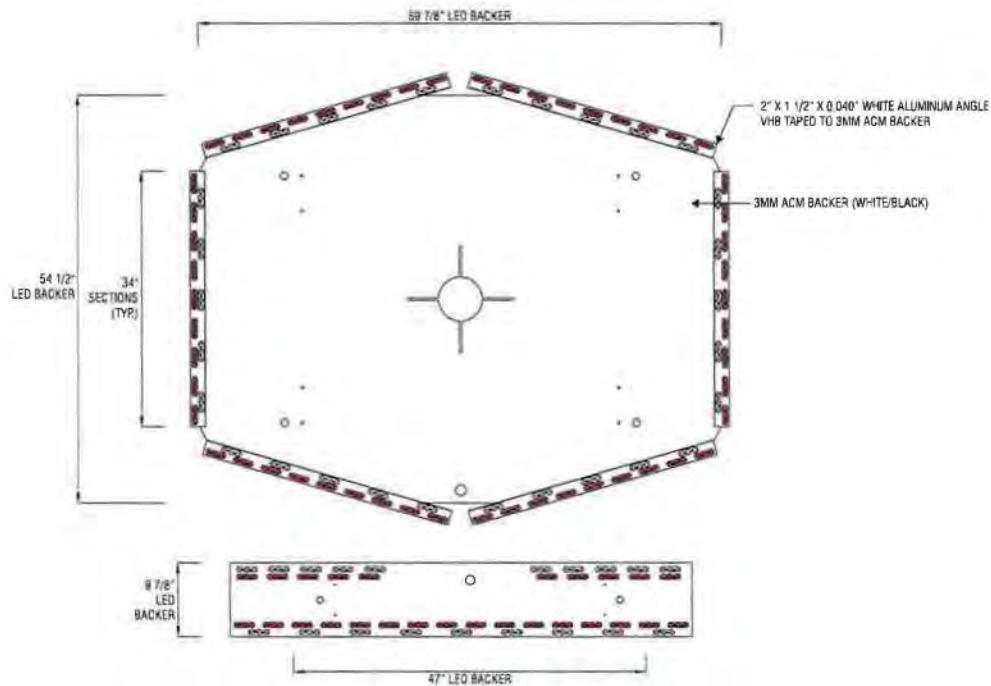 69 7/8" LED BACKER
2" X 1 1/2" X 0.040" WHITE ALUMINUM ANGLE
VHB TAPED TO 3MM ACM BACKER
3MM ACM BACKER (WHITE/BLACK)
54 1/2"
LED BACKER
34"
SECTIONS
(TYP.)
9 7/8"
LED
BACKER
47" LED BACKER